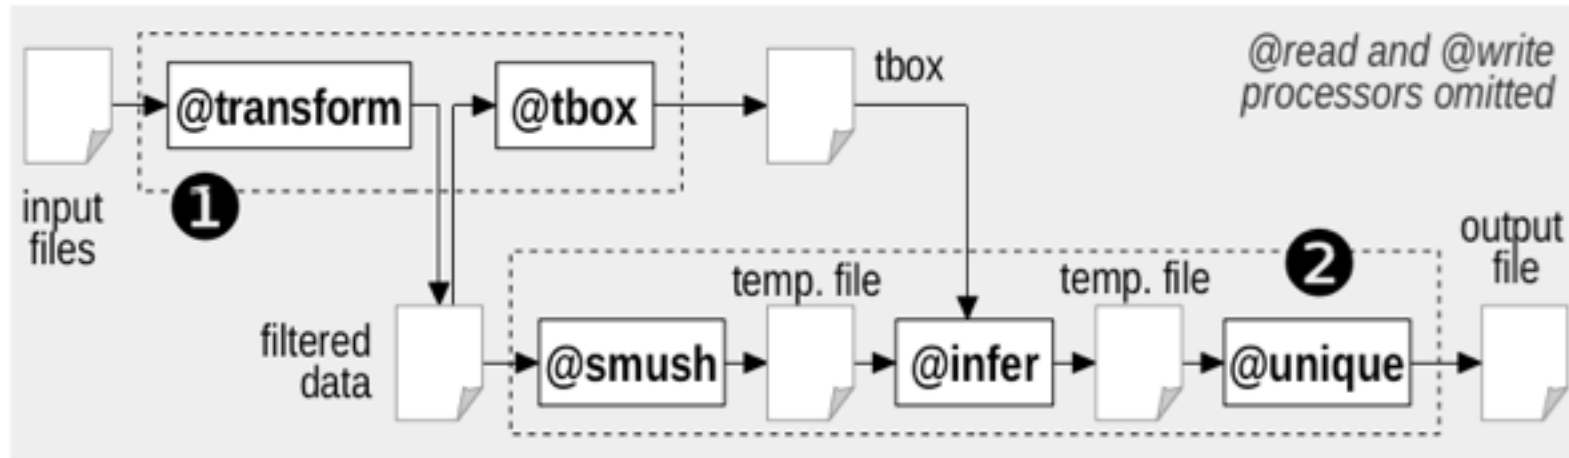 @transform
@tbox
tbox
@read and @write
processors omitted
1
input
files
2
output
file
temp. file
temp. file
filtered
data
@smush
@infer
@unique